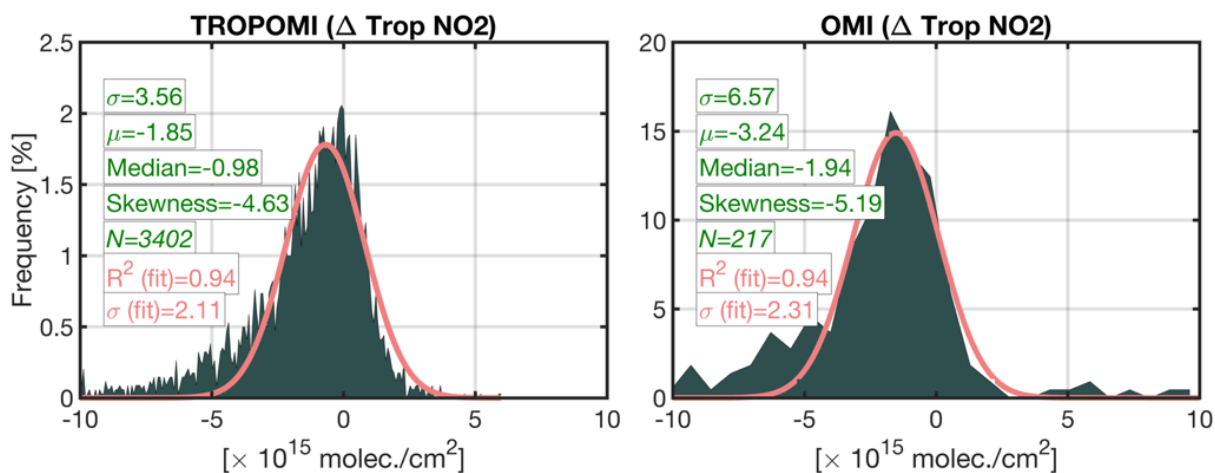 TROPOMI (Δ Trop NO2)
2.5
2
1.5
1
0.5
0
Frequency [%]
σ=3.56
μ=-1.85
Median=-0.98
Skewness=-4.63
N=3402
R² (fit)=0.94
σ (fit)=2.11
-10
-5
0
5
10
[× 10¹⁵ molec./cm²]
OMI (Δ Trop NO2)
20
15
10
5
0
σ=6.57
μ=-3.24
Median=-1.94
Skewness=-5.19
N=217
R² (fit)=0.94
σ (fit)=2.31
-10
-5
0
5
10
[× 10¹⁵ molec./cm²]